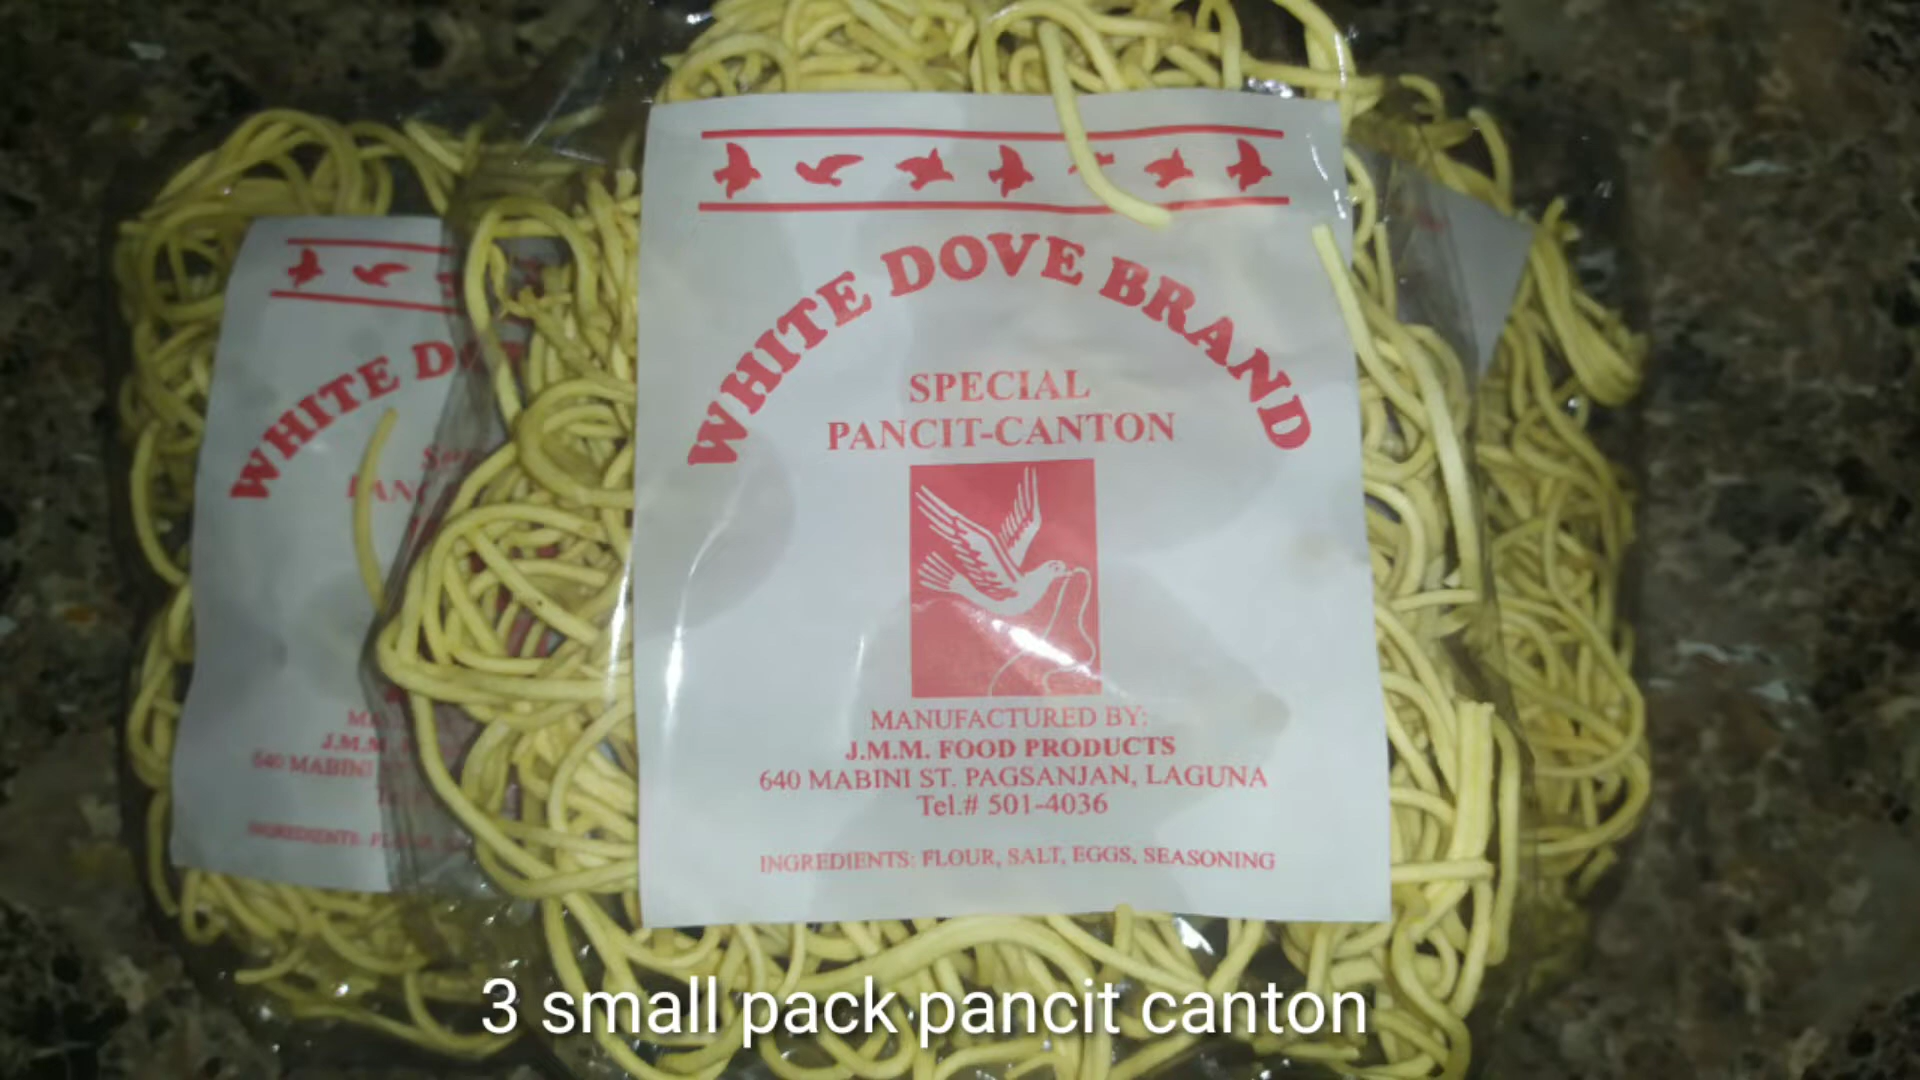 WHITE DOVE BRAND
SPECIAL
PANCIT-CANTON
MANUFACTURED BY:
J.M.M. FOOD PRODUCTS
640 MABINI ST. PAGSANJAN, LAGUNA
Tel.# 501-4036
INGREDIENTS: FLOUR, SALT, EGGS, SEASONING
WHITE
640 MABINI
INGREDIENTS:
3 small pack pancit canton